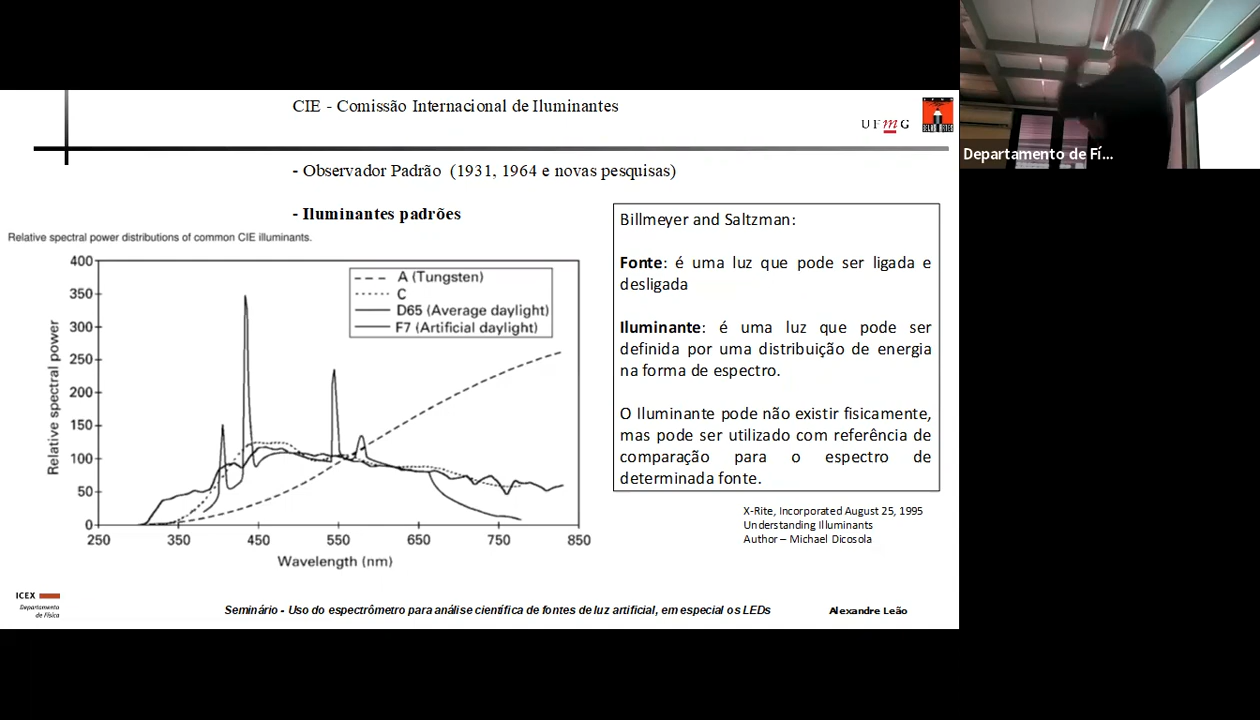 CIE - Comissão Internacional de Iluminantes
UFmG
- Observador Padrão (1931, 1964 e novas pesquisas)
- Iluminantes padrões
Relative spectral power distributions of common CIE illuminants.
400
350
300
250
200
150
100
50
0
Relative spectral power
A (Tungsten)
C
D65 (Average daylight)
F7 (Artificial daylight)
250
350
450
550
650
750
850
Wavelength (nm)
Billmeyer and Saltzman:
Fonte: é uma luz que pode ser ligada e
desligada
Iluminante: é uma luz que pode ser
definida por uma distribuição de energia
na forma de espectro.
O Iluminante pode não existir fisicamente,
mas pode ser utilizado com referência de
comparação para o espectro de
determinada fonte.
X-Rite, Incorporated August 25, 1995
Understanding Illuminants
Author – Michael Dicosola
ICEX
Departamento
de Física
Seminário - Uso do espectrômetro para análise científica de fontes de luz artificial, em especial os LEDs
Alexandre Leão
Departamento de Fí...